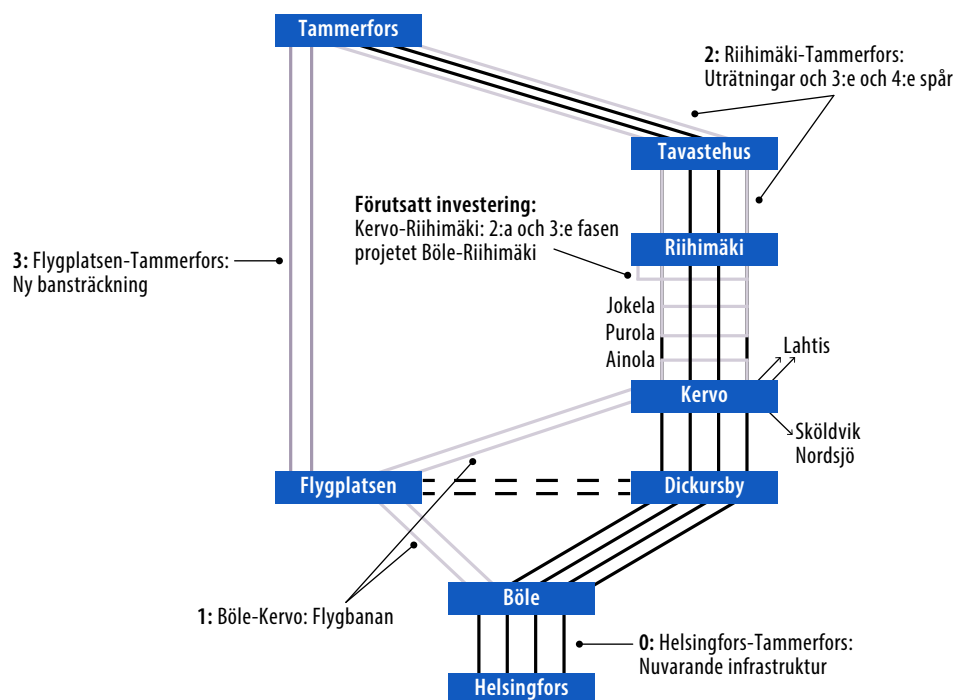 Tammerfors
2: Riihimäki-Tammerfors:
Uträtningar och 3:e och 4:e spår
Tavastehus
Förutsatt investering:
Kervo-Riihimäki: 2:a och 3:e fasen
projetet Böle-Riihimäki
Riihimäki
3: Flygplatsen-Tammerfors:
Ny bansträckning
Jokela
Purola
Ainola
Lahtis
Kervo
Sköldvik
Nordsjö
Flygplatsen
Dickursby
Böle
1: Böle-Kervo: Flygbanan
0: Helsingfors-Tammerfors:
Nuvarande infrastruktur
Helsingfors